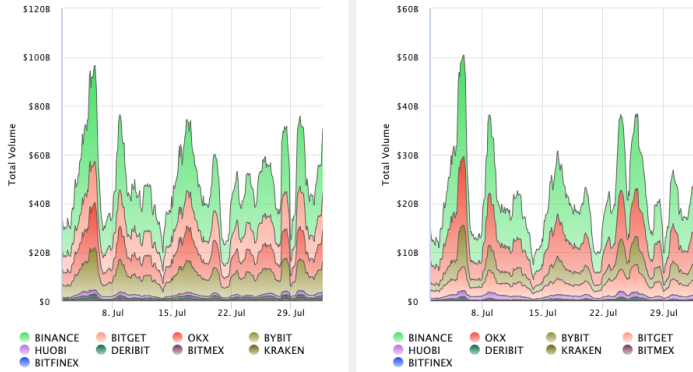 $120B
$100B
$80B
$60B
$40B
$20B
$0
Total Volume
8. Jul 15. Jul 22. Jul 29. Jul
BINANCE BITGET OKX BYBIT
HUOBI DERIBIT BITMEX KRAKEN
BITFINEX
$60B
$50B
$40B
$30B
$20B
$10B
$0
Total Volume
8. Jul 15. Jul 22. Jul 29. Jul
BINANCE OKX BYBIT BITGET
HUOBI DERIBIT KRAKEN BITMEX
BITFINEX